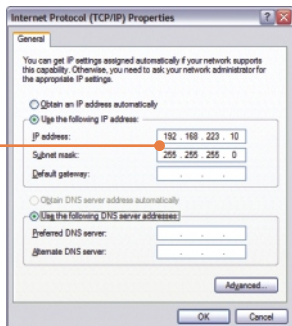 Internet Protocol (TCP/IP) Properties
General
You can get IP settings assigned automatically if your network supports
this capability. Otherwise, you need to ask your network administrator for
the appropriate IP settings.
Obtain an IP address automatically
Use the following IP address:
IP address: 192 . 168 . 223 . 10
Subnet mask: 255 . 255 . 255 . 0
Default gateway: . . .
Obtain DNS server address automatically
Use the following DNS server addresses:
Preferred DNS server: . . .
Alternate DNS server: . . .
Advanced...
OK Cancel